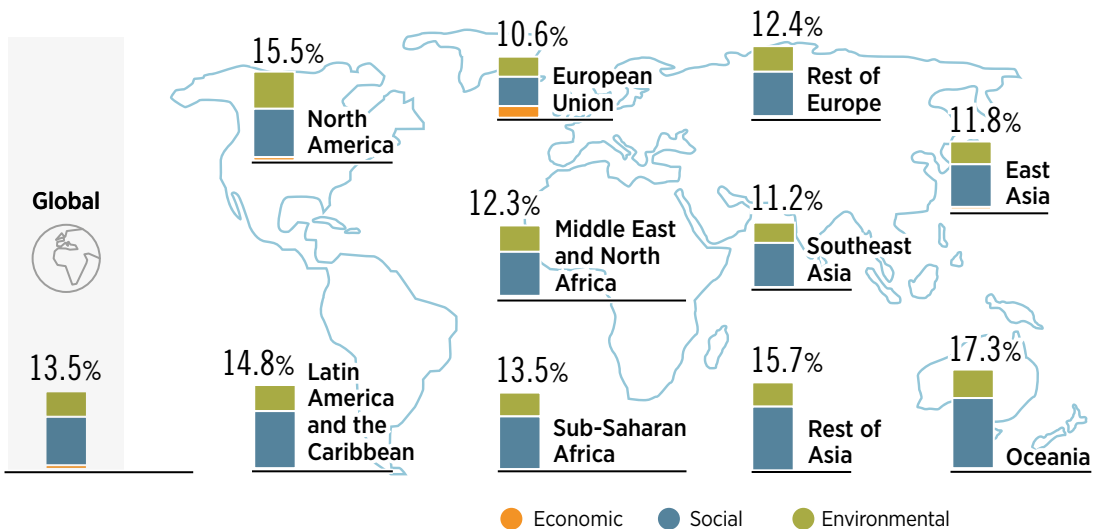 Global
13.5%
15.5%
North
America
10.6%
European
Union
12.4%
Rest of
Europe
11.8%
East
Asia
12.3%
Middle East
and North
Africa
11.2%
Southeast
Asia
14.8%
Latin
America
and the
Caribbean
13.5%
Sub-Saharan
Africa
15.7%
Rest of
Asia
17.3%
Oceania
Economic
Social
Environmental